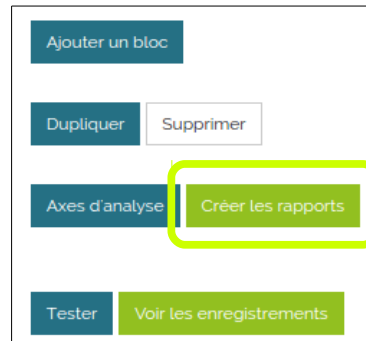 Ajouter un bloc
Dupliquer Supprimer
Axes d'analyse Créer les rapports
Tester Voir les enregistrements